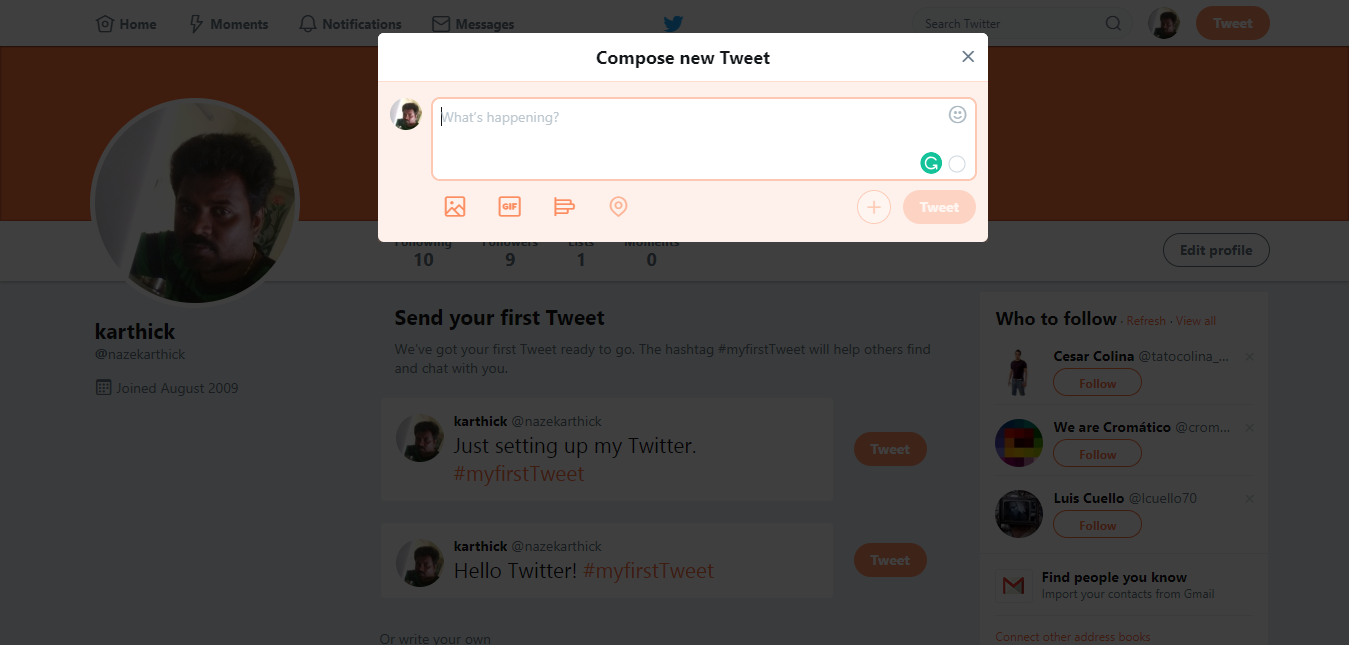 Home Moments Notifications Messages Search Twitter Tweet
Compose new Tweet
What's happening?
GIF
Tweet
Following Followers Lists Moments
10 9 1 0
Edit profile
karthick
@nazekarthick
Joined August 2009
Send your first Tweet
We've got your first Tweet ready to go. The hashtag #myfirstTweet will help others find
and chat with you.
karthick @nazekarthick
Just setting up my Twitter.
#myfirstTweet
Tweet
karthick @nazekarthick
Hello Twitter! #myfirstTweet
Tweet
Or write your own
Who to follow · Refresh · View all
Cesar Colina @tatocolina_...
Follow
We are Cromático @crom...
Follow
Luis Cuello @lcuello70
Follow
Find people you know
Import your contacts from Gmail
Connect other address books